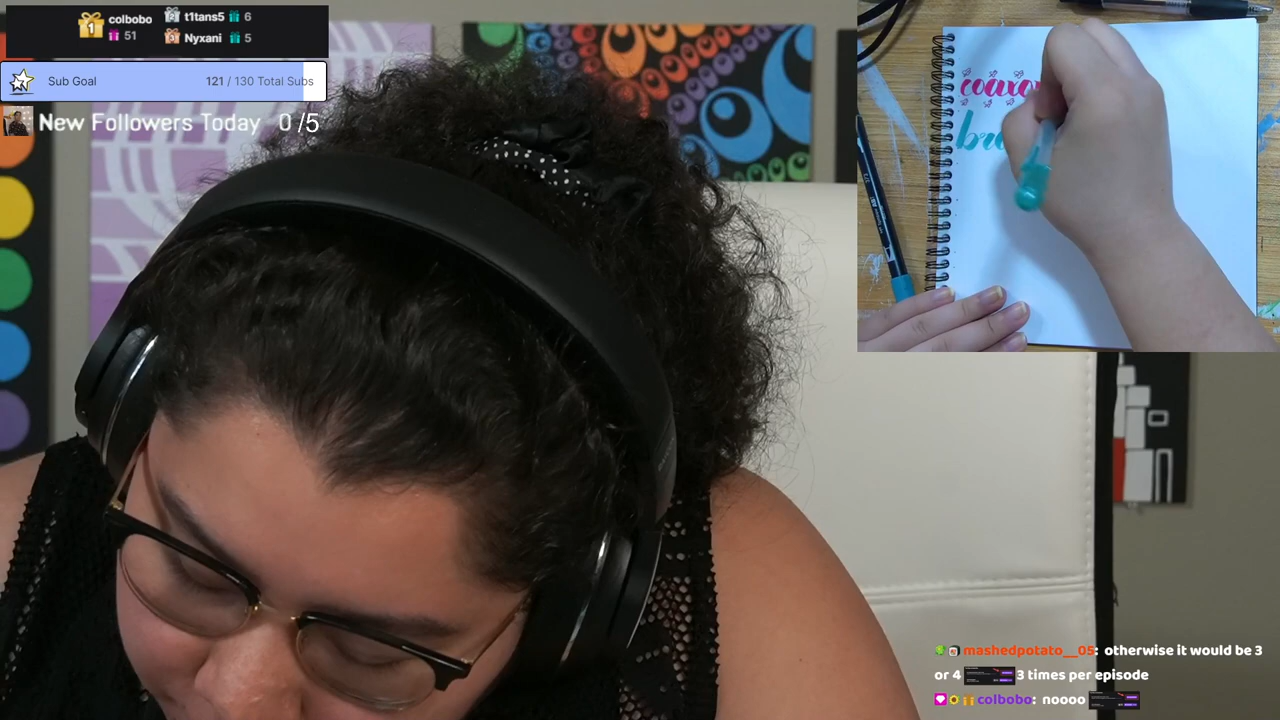 colbobo
51
t1tans5 6
Nyxani 5
Sub Goal 121 / 130 Total Subs
New Followers Today 0 /5
mashedpotato__05: otherwise it would be 3
or 4 3 times per episode
colbobo: noooo